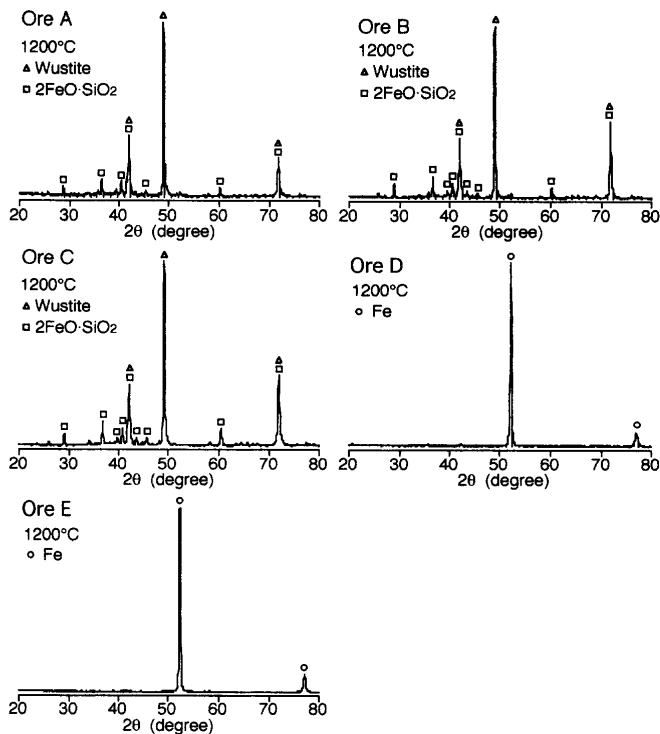 Ore A
1200°C
▵ Wustite
□ 2FeO·SiO₂
20 30 40 50 60 70 80
2θ (degree)
Ore B
1200°C
▵ Wustite
□ 2FeO·SiO₂
20 30 40 50 60 70 80
2θ (degree)
Ore C
1200°C
▵ Wustite
□ 2FeO·SiO₂
20 30 40 50 60 70 80
2θ (degree)
Ore D
1200°C
○ Fe
20 30 40 50 60 70 80
2θ (degree)
Ore E
1200°C
○ Fe
20 30 40 50 60 70 80
2θ (degree)